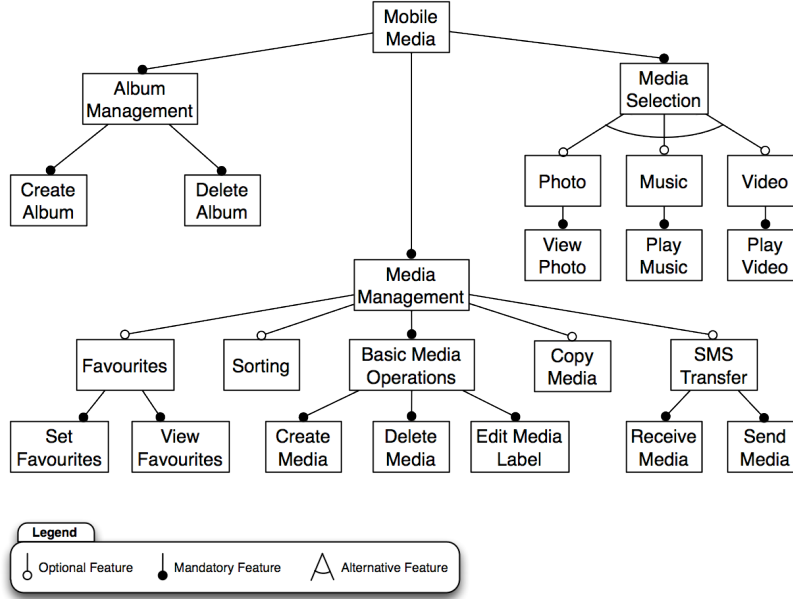 Mobile
Media
Album
Management
Media
Selection
Create
Album
Delete
Album
Photo
Music
Video
View
Photo
Play
Music
Play
Video
Media
Management
Favourites
Sorting
Basic Media
Operations
Copy
Media
SMS
Transfer
Set
Favourites
View
Favourites
Create
Media
Delete
Media
Edit Media
Label
Receive
Media
Send
Media
Legend
Optional Feature
Mandatory Feature
Alternative Feature